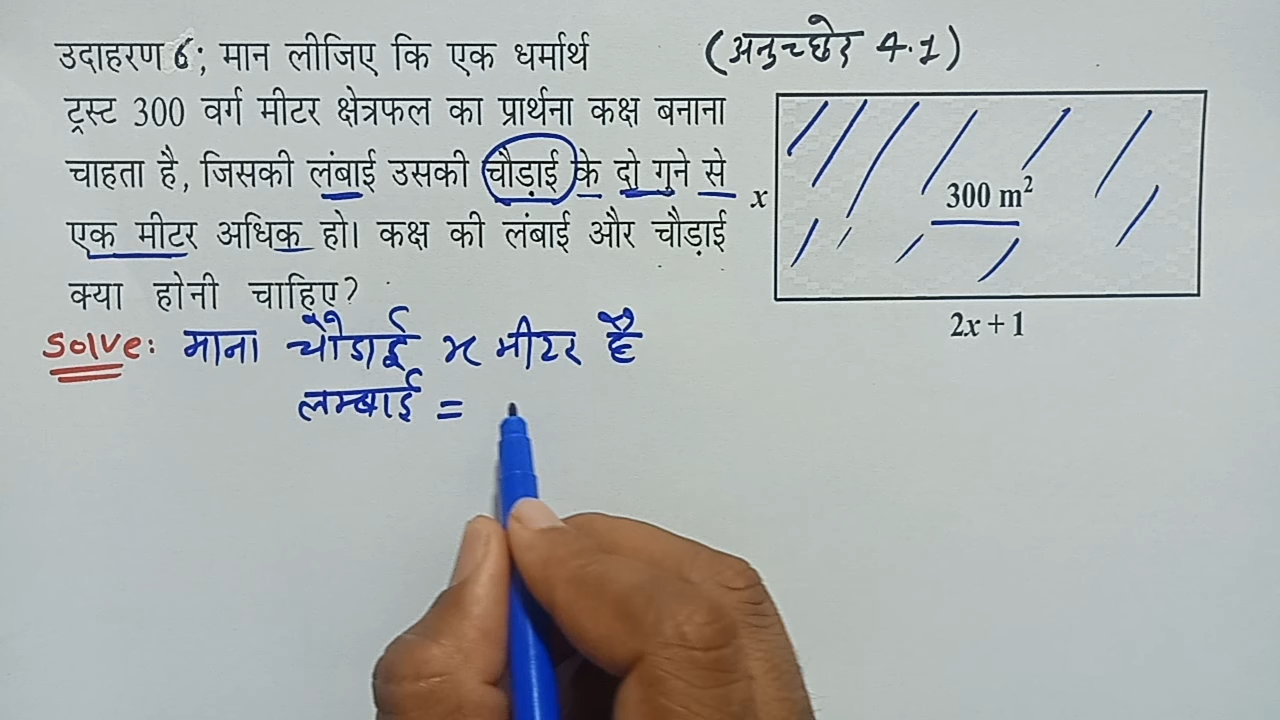 उदाहरण 6; मान लीजिए कि एक धर्मार्थ
ट्रस्ट 300 वर्ग मीटर क्षेत्रफल का प्रार्थना कक्ष बनाना
चाहता है, जिसकी लंबाई उसकी चौड़ाई के दो गुने से
एक मीटर अधिक हो। कक्ष की लंबाई और चौड़ाई
क्या होनी चाहिए?
(अनुच्छेद 4.1)
x
300 m²
2x + 1
Solve: माना चौडाई x मीटर है
लम्बाई =